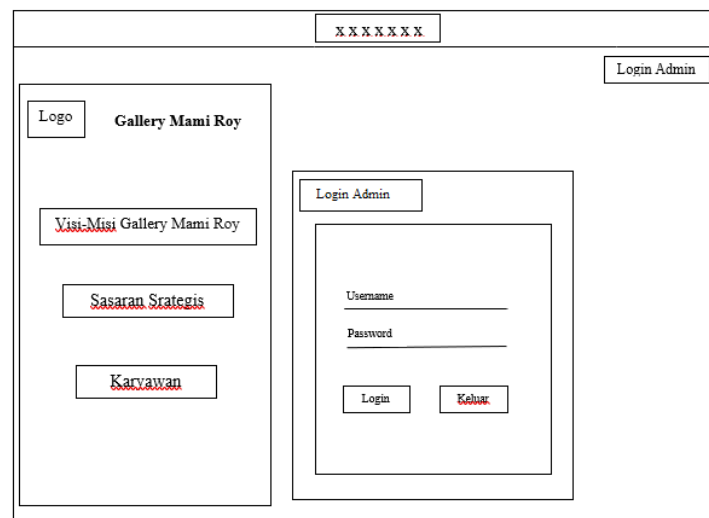 X X X X X X X
Login Admin
Logo
Gallery Mami Roy
Visi-Misi Gallery Mami Roy
Sasaran Srategis
Karyawan
Login Admin
Username
Password
Login
Keluar